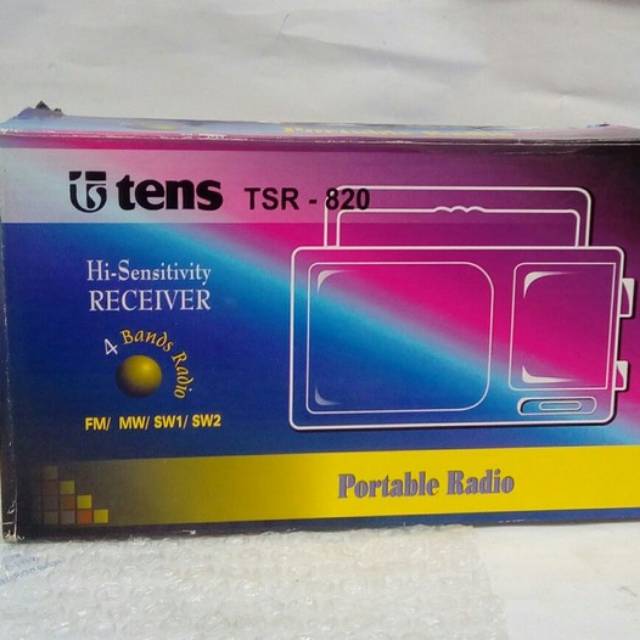 tens TSR - 820
Hi-Sensitivity
RECEIVER
4 Bands Radio
FM/ MW/ SW1/ SW2
Portable Radio